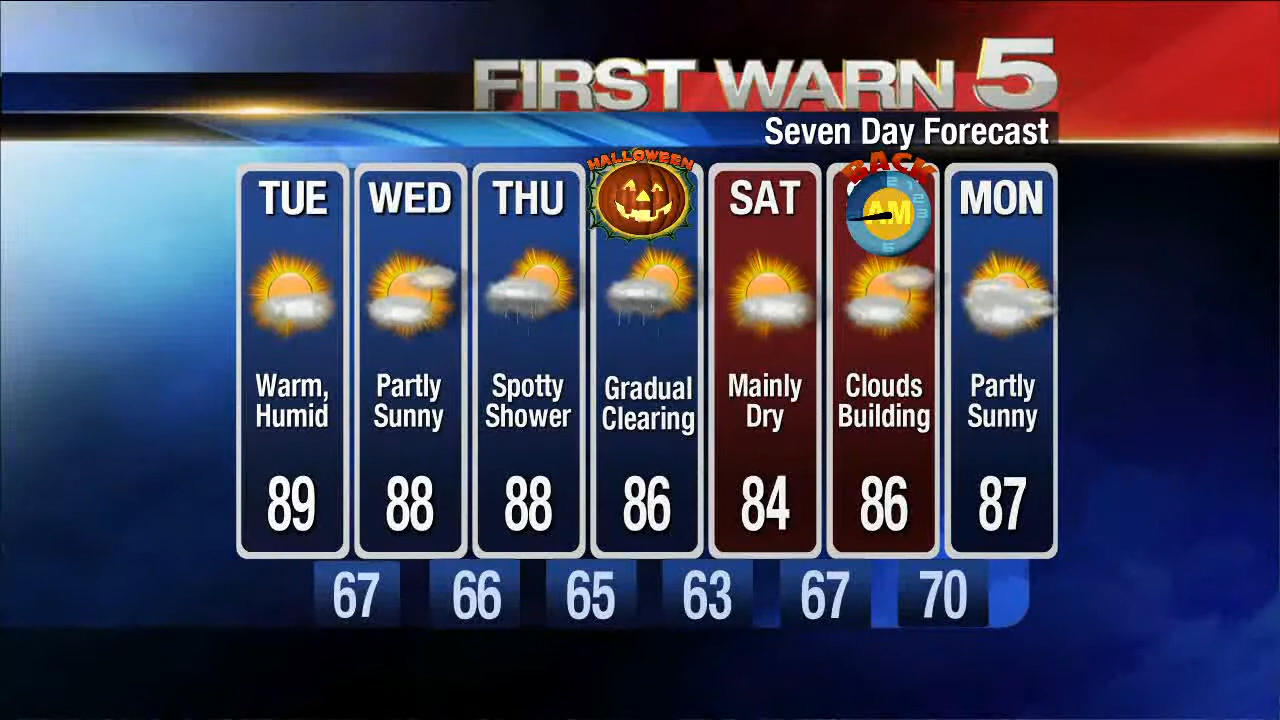 FIRST WARN 5
Seven Day Forecast
TUE WED THU HALLOWEEN SAT BACK MON
AM
Warm, Partly Spotty Gradual Mainly Clouds Partly
Humid Sunny Shower Clearing Dry Building Sunny
89 88 88 86 84 86 87
67 66 65 63 67 70